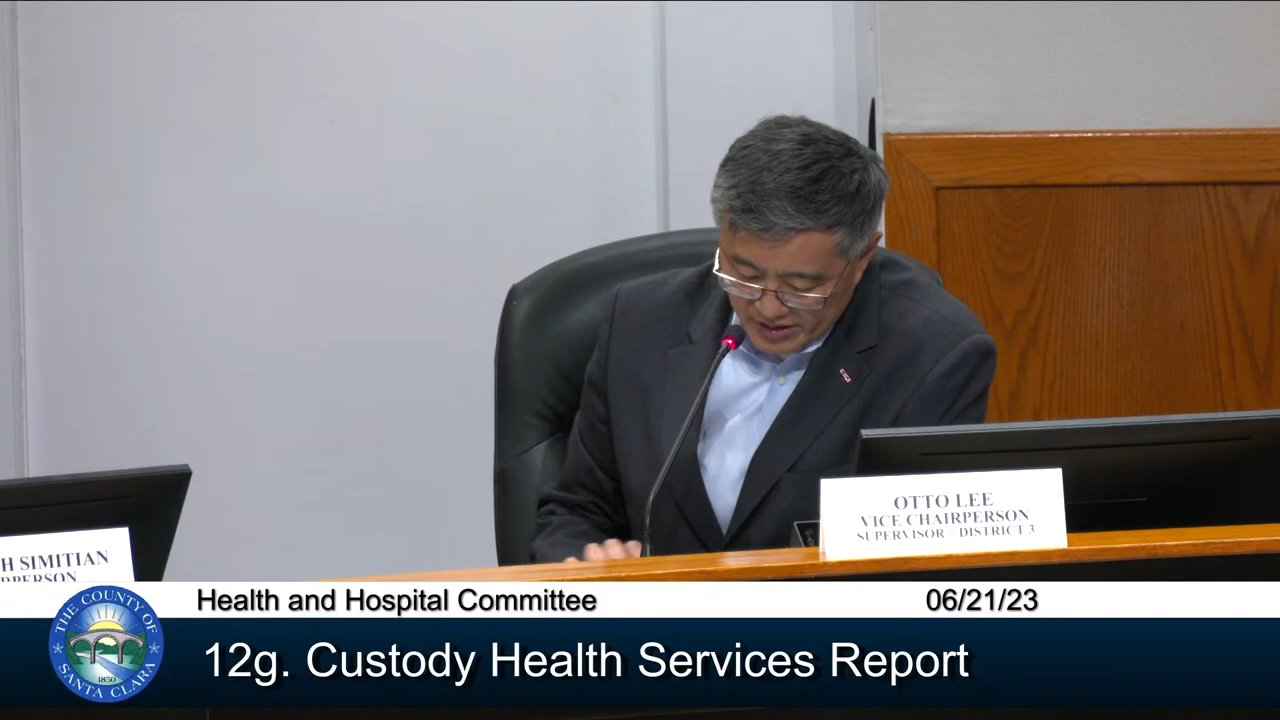 OTTO LEE
VICE CHAIRPERSON
SUPERVISOR – DISTRICT 3
H SIMITIAN
RPERSON
Health and Hospital Committee 06/21/23
THE COUNTY OF
SANTA CLARA
1850
12g. Custody Health Services Report